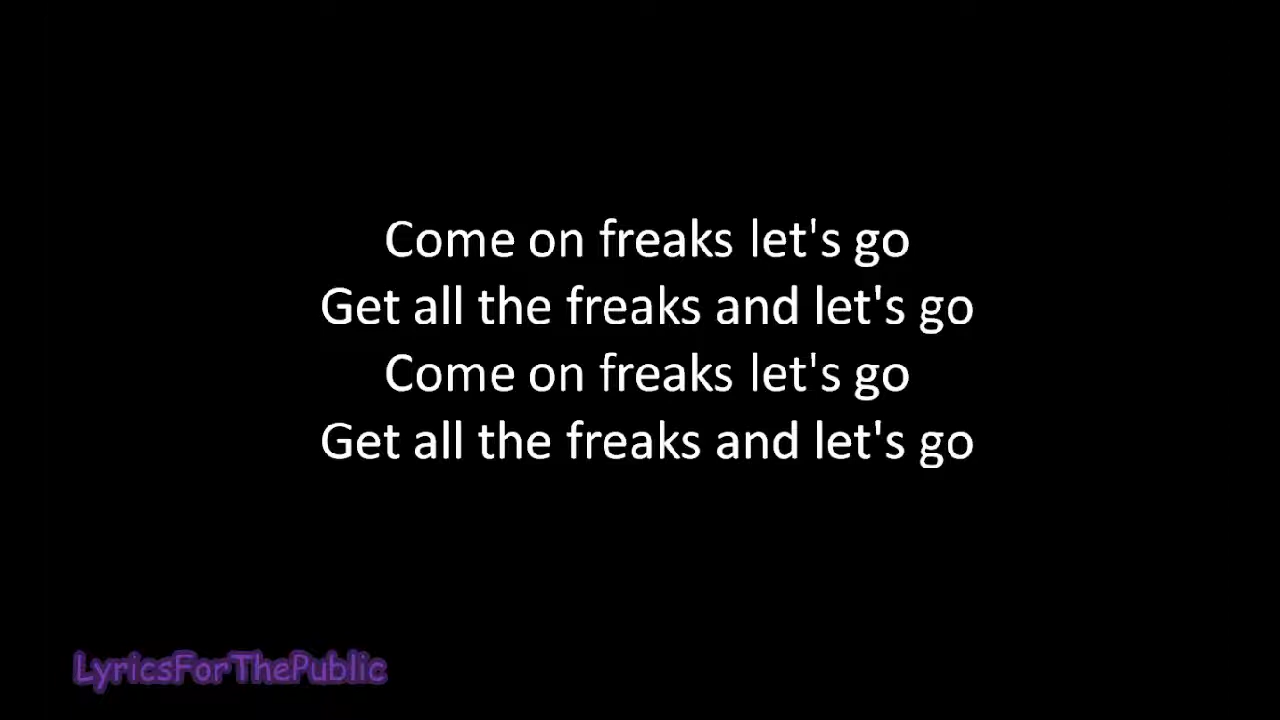 Come on freaks let's go
Get all the freaks and let's go
Come on freaks let's go
Get all the freaks and let's go
LyricsForThePublic